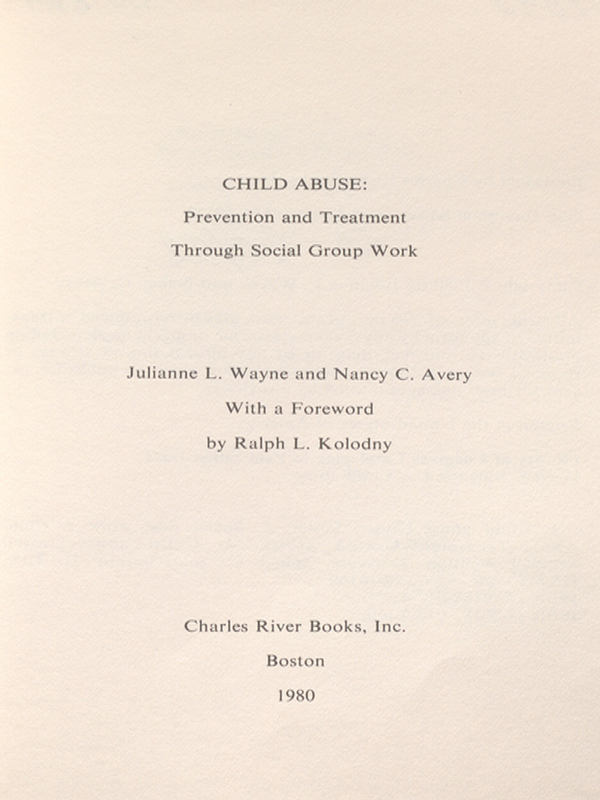 CHILD ABUSE:
Prevention and Treatment
Through Social Group Work
Julianne L. Wayne and Nancy C. Avery
With a Foreword
by Ralph L. Kolodny
Charles River Books, Inc.
Boston
1980